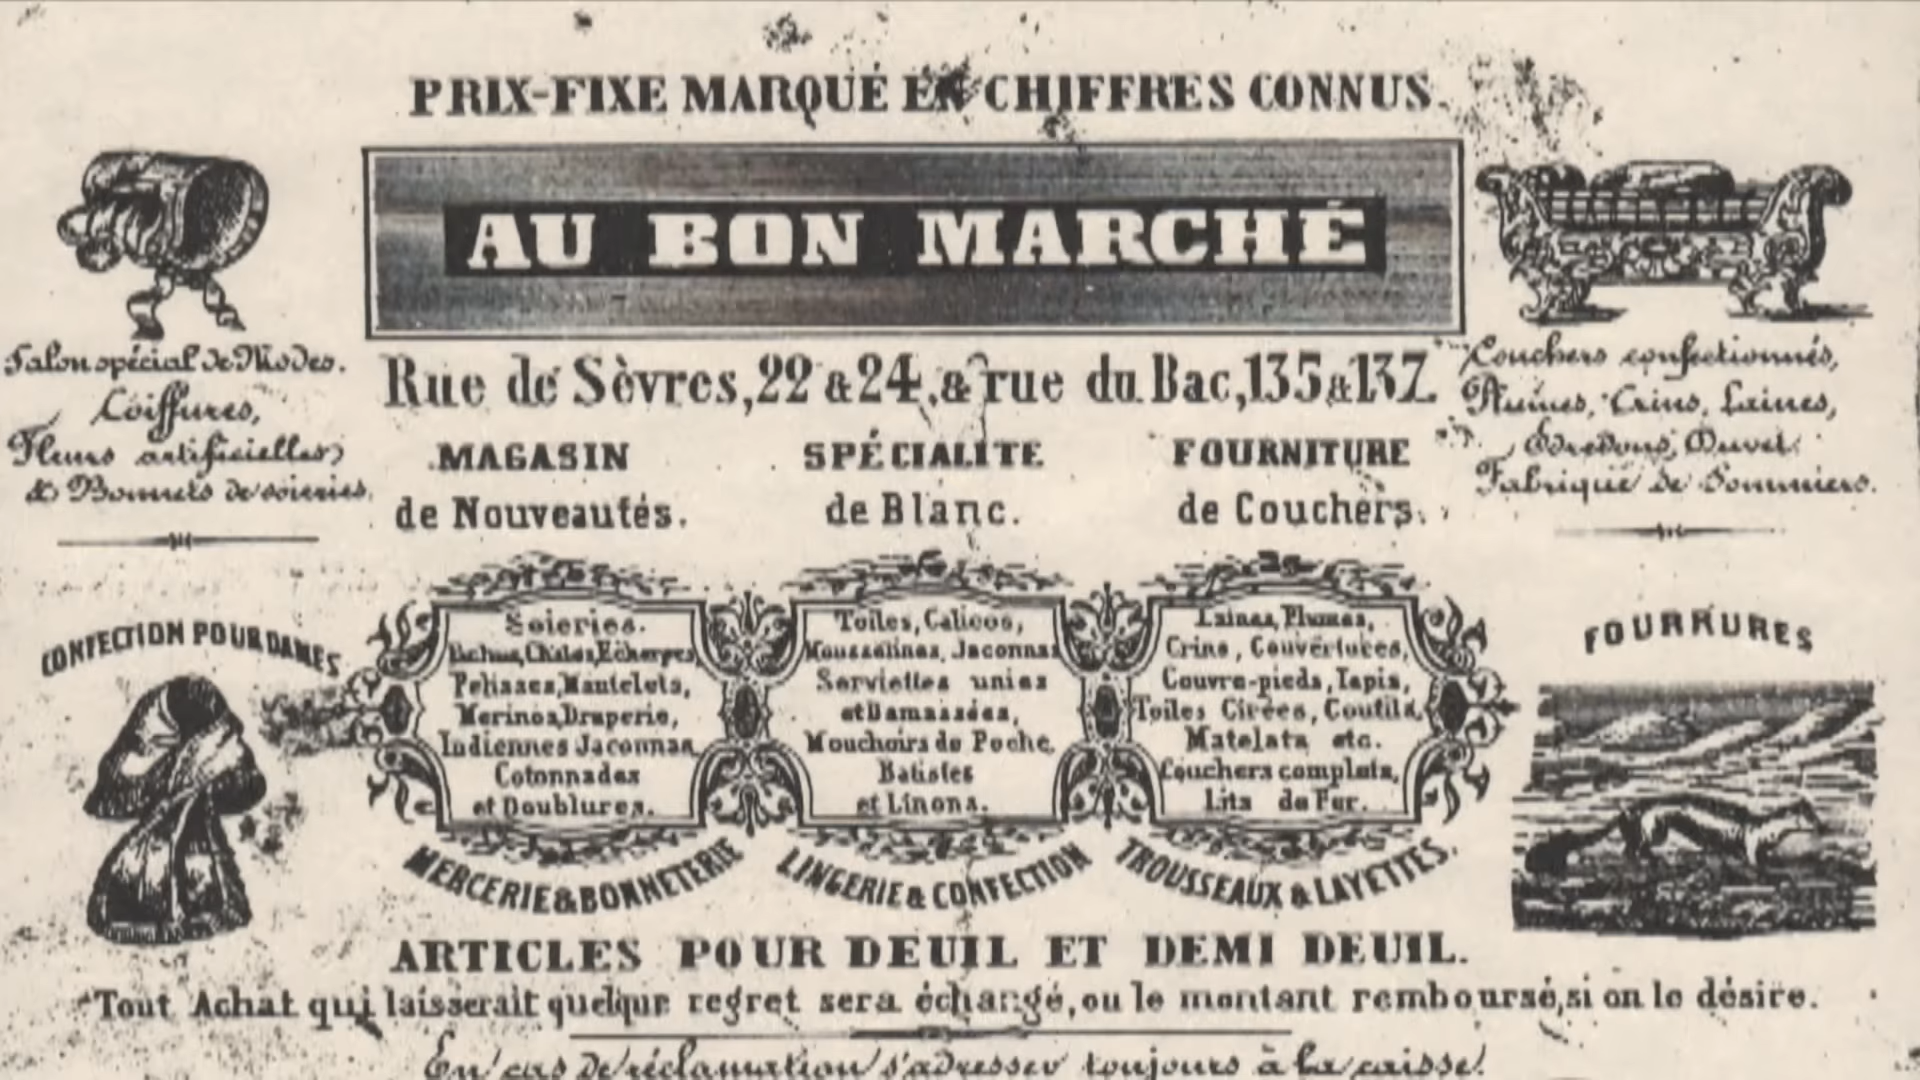 PRIX-FIXE MARQUÉ EN CHIFFRES CONNUS.
AU BON MARCHÉ
Rue de Sèvres, 22 & 24, & rue du Bac, 135 & 137.
Salon spécial de Modes.
Coiffures,
Fleurs artificielles
& Bonnets de soieries.
Couchers confectionnés,
Plumes, Crins, Laines,
Edredons, Duvet.
Fabrique de Sommiers.
MAGASIN
de Nouveautés.
SPÉCIALITE
de Blanc.
FOURNITURE
de Couchers.
CONFECTION POUR DAMES
Soieries.
Fichus, Châles, Echarpes,
Pelisses, Mantelets,
Merinos, Draperie,
Indiennes Jaconnas
Cotonnades
et Doublures.
Toiles, Calicos,
Mousselines, Jaconnas
Serviettes unies
et Damassées,
Mouchoirs de Poche,
Batistes
et Linons.
Laines, Plumes,
Crins, Couvertures,
Couvre-pieds, Tapis,
Toiles Cirées, Coutils,
Matelats etc.
Couchers complets,
Lits de Fer.
FOURRURES
MERCERIE & BONNETERIE
LINGERIE & CONFECTION
TROUSSEAUX & LAYETTES.
ARTICLES POUR DEUIL ET DEMI DEUIL.
Tout Achat qui laisserait quelque regret sera échangé, ou le montant remboursé, si on le désire.
En cas de réclamation s'adresser toujours à la caisse.